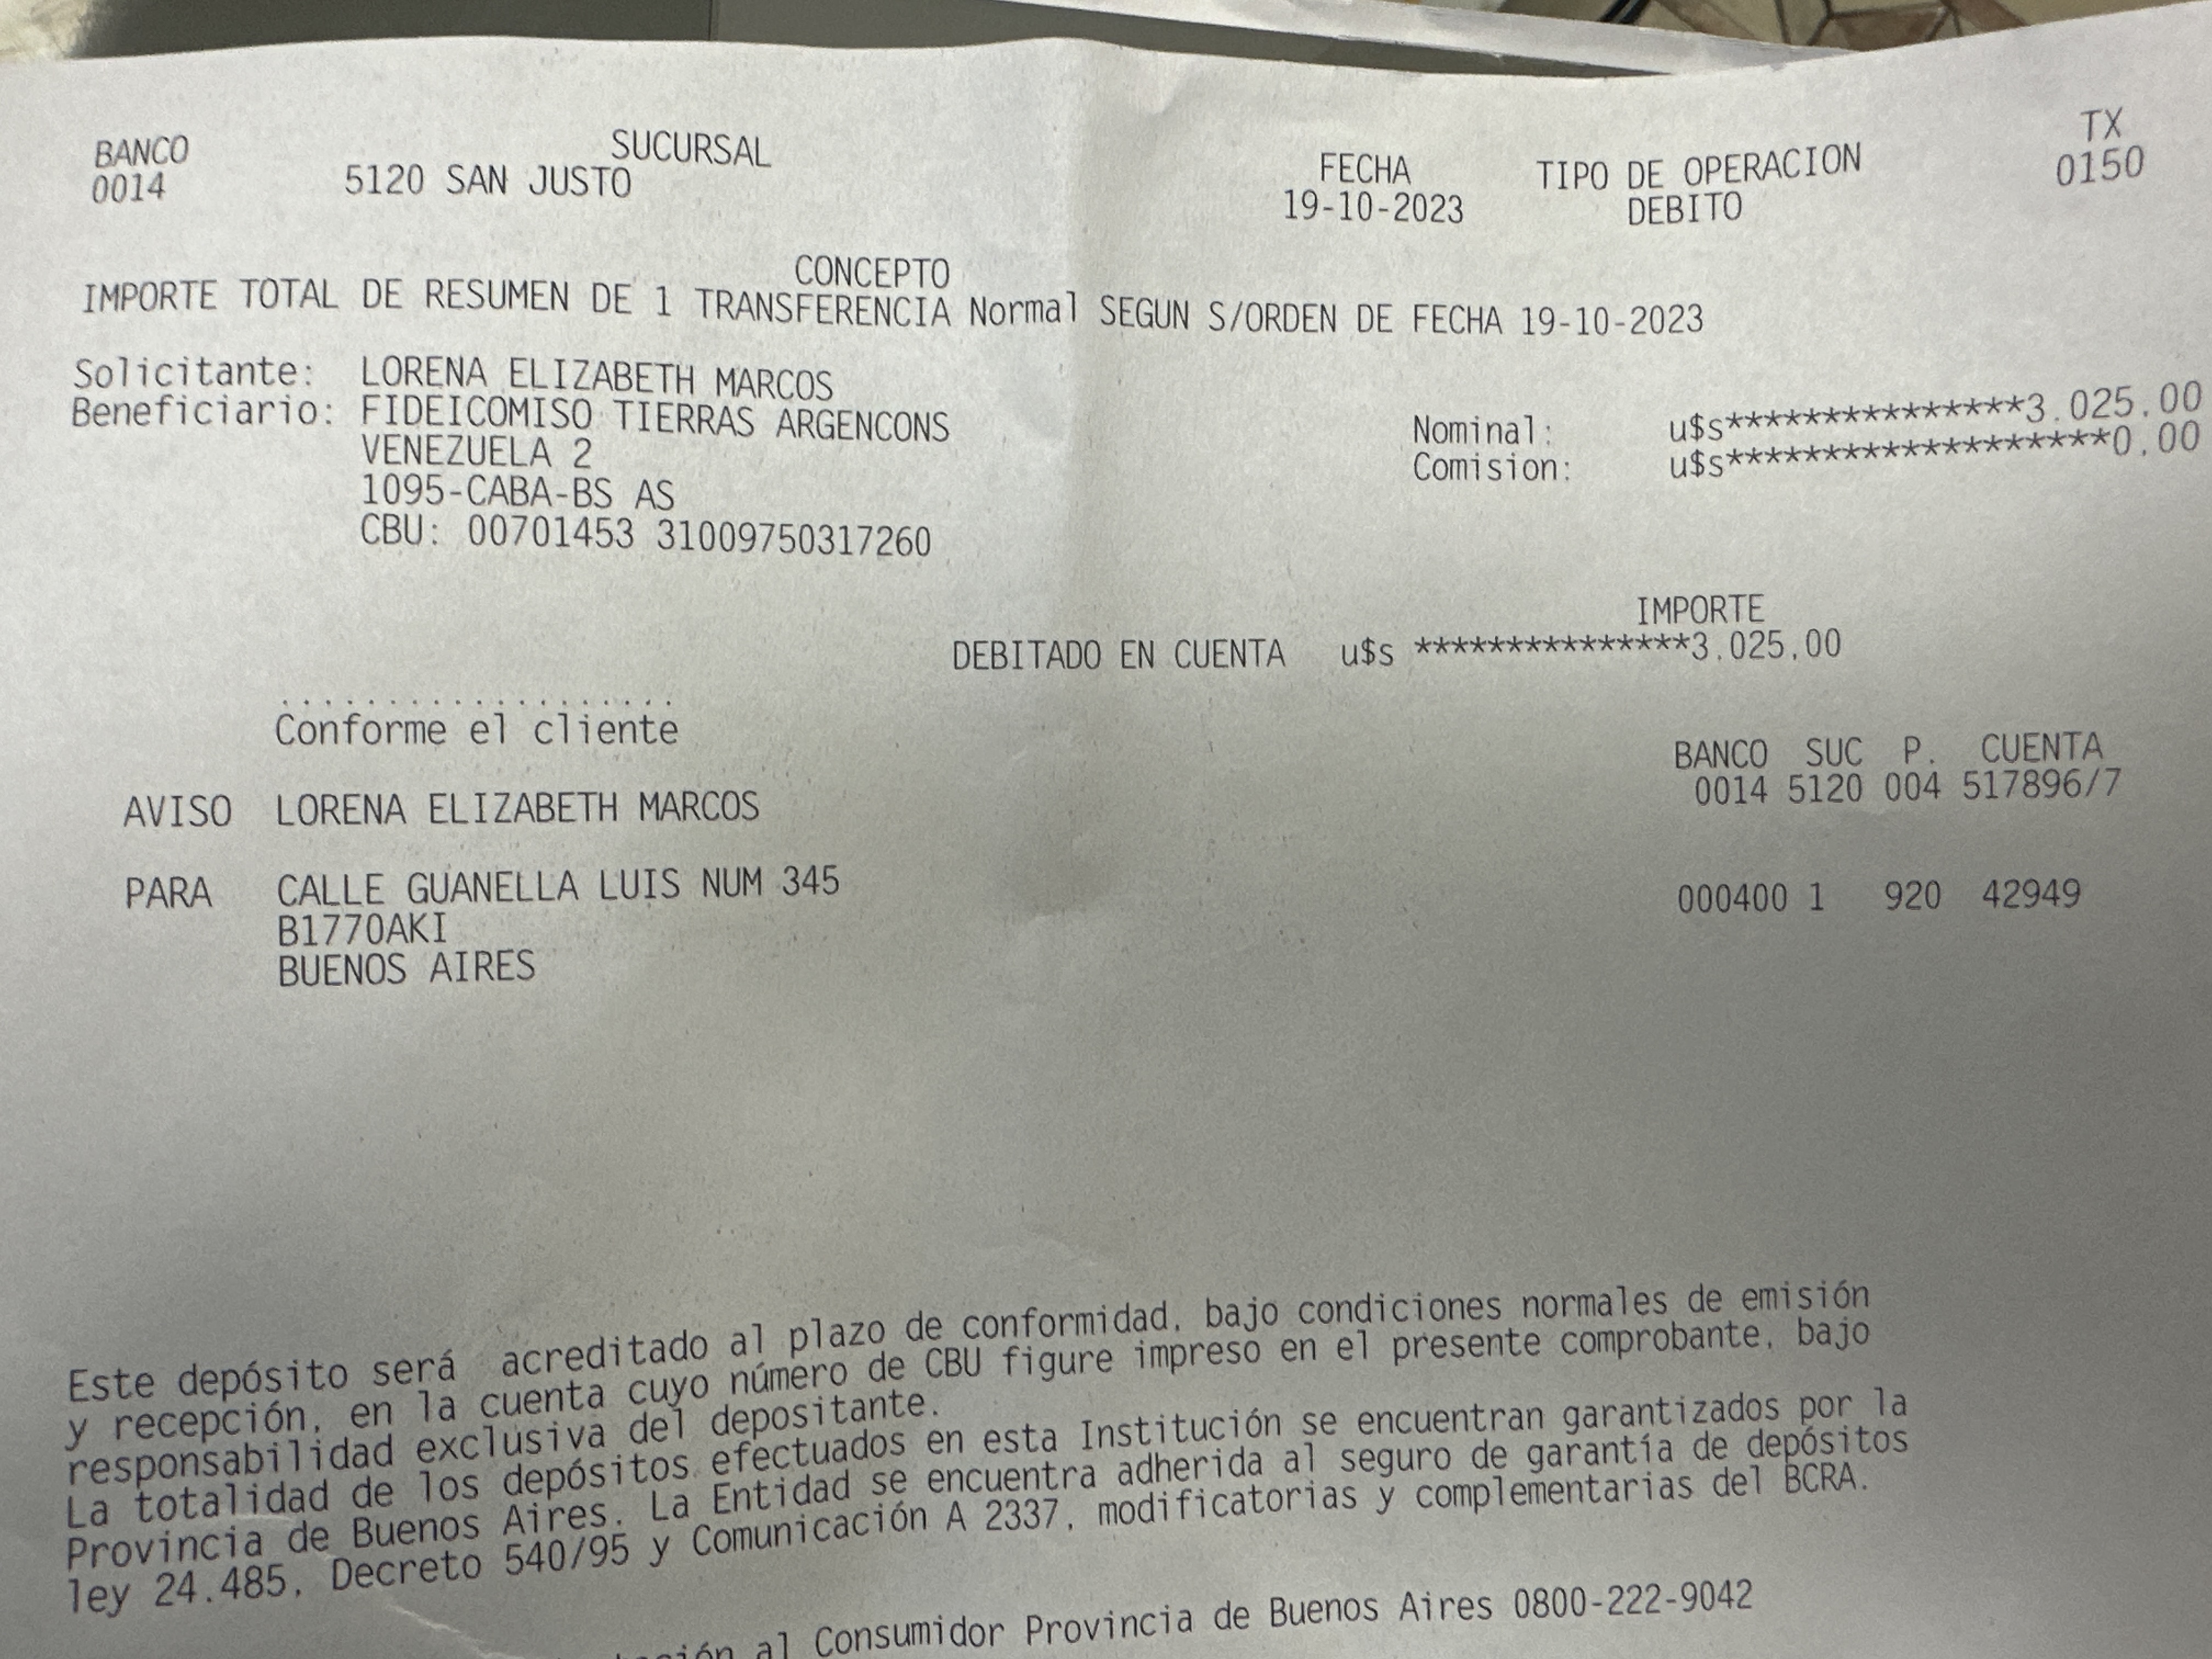 BANCO SUCURSAL FECHA TIPO DE OPERACION TX
0014 5120 SAN JUSTO 19-10-2023 DEBITO 0150
CONCEPTO
IMPORTE TOTAL DE RESUMEN DE 1 TRANSFERENCIA Normal SEGUN S/ORDEN DE FECHA 19-10-2023
Solicitante: LORENA ELIZABETH MARCOS
Beneficiario: FIDEICOMISO TIERRAS ARGENCONS Nominal: u$s**************3.025,00
VENEZUELA 2 Comision: u$s******************0,00
1095-CABA-BS AS
CBU: 00701453 31009750317260
IMPORTE
DEBITADO EN CUENTA u$s ***************3.025,00
..................
Conforme el cliente
BANCO SUC P. CUENTA
AVISO LORENA ELIZABETH MARCOS 0014 5120 004 517896/7
PARA CALLE GUANELLA LUIS NUM 345 000400 1 920 42949
B1770AKI
BUENOS AIRES
Este depósito será acreditado al plazo de conformidad, bajo condiciones normales de emisión
y recepción, en la cuenta cuyo número de CBU figure impreso en el presente comprobante, bajo
responsabilidad exclusiva del depositante.
La totalidad de los depósitos efectuados en esta Institución se encuentran garantizados por la
Provincia de Buenos Aires. La Entidad se encuentra adherida al seguro de garantía de depósitos
ley 24.485, Decreto 540/95 y Comunicación A 2337, modificatorias y complementarias del BCRA.
al Consumidor Provincia de Buenos Aires 0800-222-9042